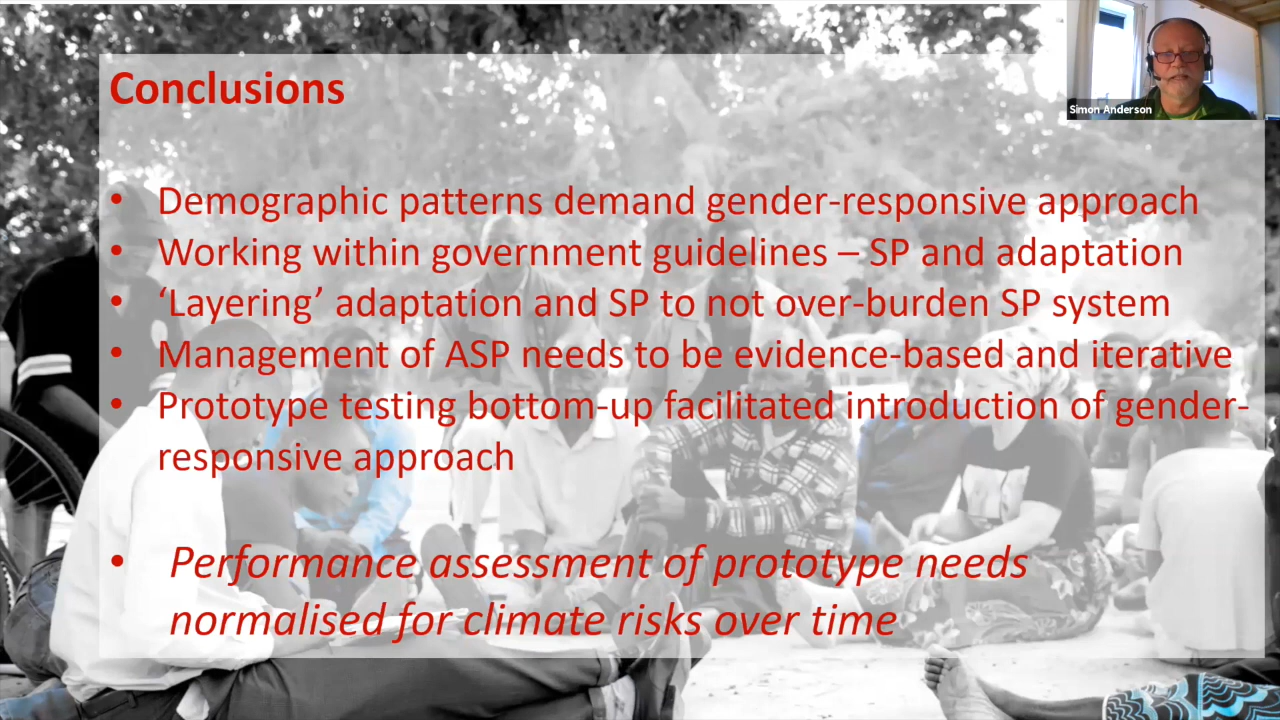 Conclusions
Simon Anderson
• Demographic patterns demand gender-responsive approach
• Working within government guidelines – SP and adaptation
• ‘Layering’ adaptation and SP to not over-burden SP system
• Management of ASP needs to be evidence-based and iterative
• Prototype testing bottom-up facilitated introduction of gender-
responsive approach
• Performance assessment of prototype needs
normalised for climate risks over time